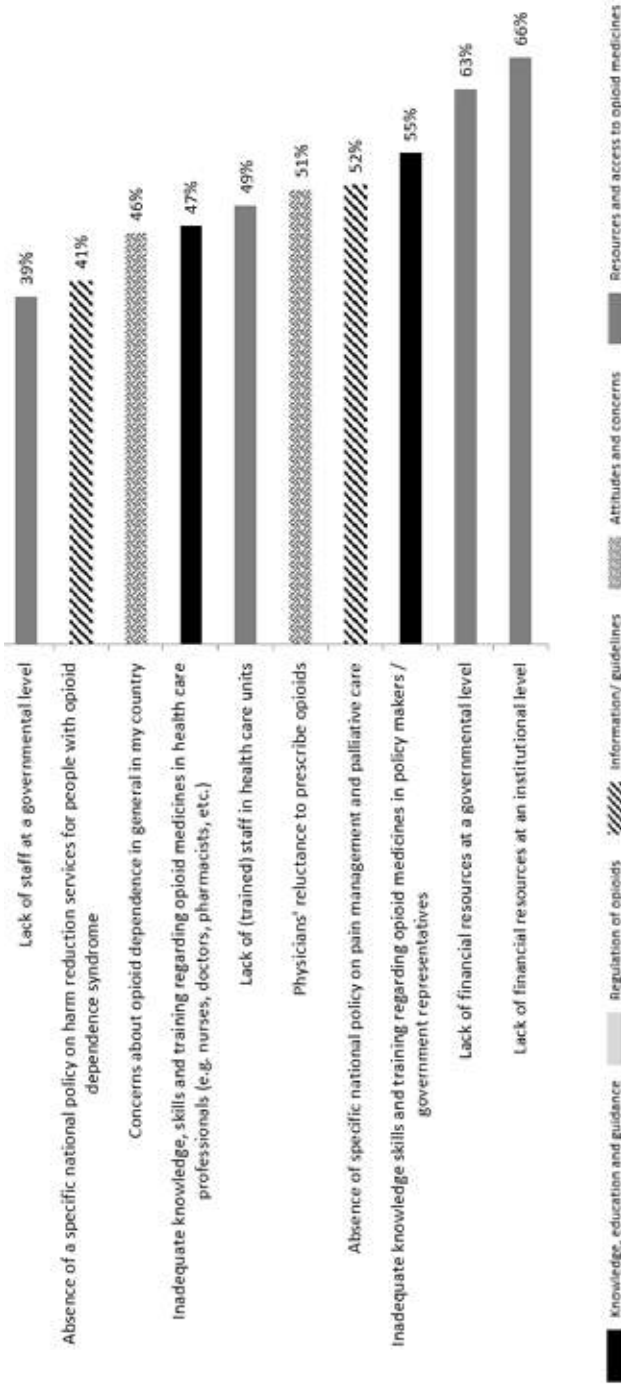 Lack of staff at a governmental level
39%
Absence of a specific national policy on harm reduction services for people with opioid
dependence syndrome
41%
Concerns about opioid dependence in general in my country
46%
Inadequate knowledge, skills and training regarding opioid medicines in health care
professionals (e.g. nurses, doctors, pharmacists, etc.)
47%
Lack of (trained) staff in health care units
49%
Physicians' reluctance to prescribe opioids
51%
Absence of specific national policy on pain management and palliative care
52%
Inadequate knowledge skills and training regarding opioid medicines in policy makers /
government representatives
55%
Lack of financial resources at a governmental level
63%
Lack of financial resources at an institutional level
66%
Knowledge, education and guidance
Regulation of opioids
Information/ guidelines
Attitudes and concerns
Resources and access to opioid medicines